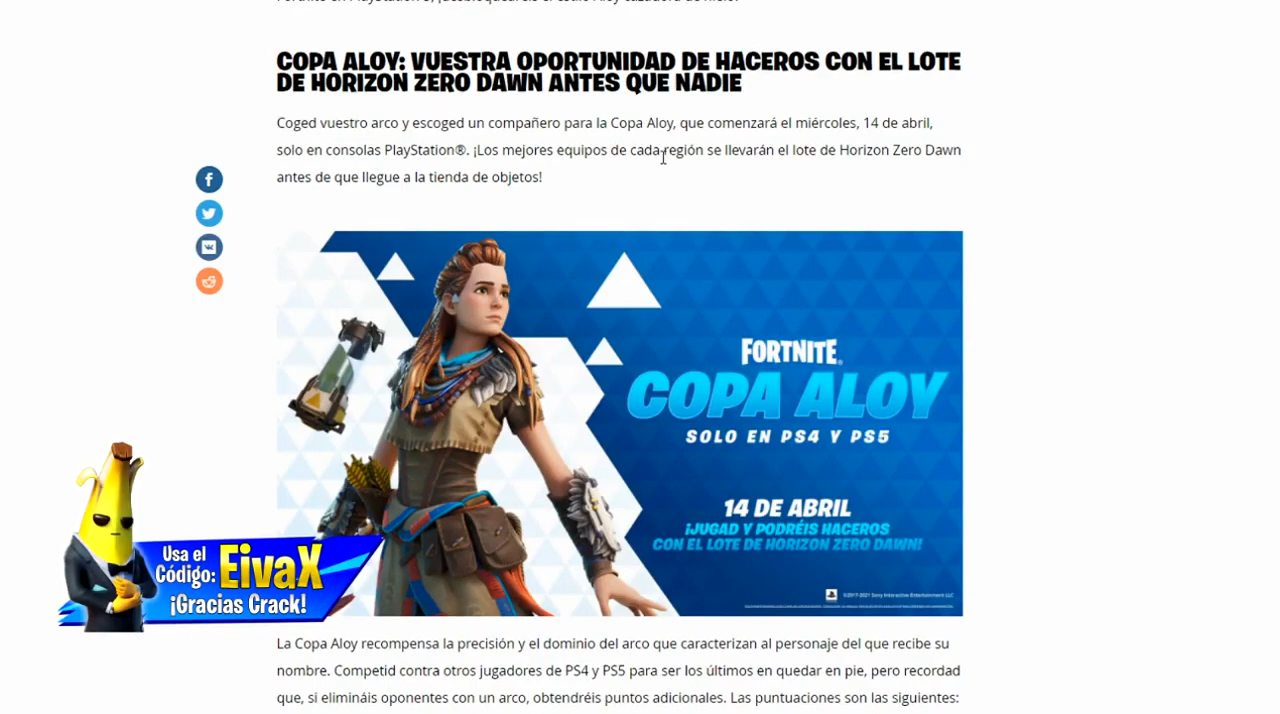 COPA ALOY: VUESTRA OPORTUNIDAD DE HACEROS CON EL LOTE
DE HORIZON ZERO DAWN ANTES QUE NADIE
Coged vuestro arco y escoged un compañero para la Copa Aloy, que comenzará el miércoles, 14 de abril,
solo en consolas PlayStation®. ¡Los mejores equipos de cada región se llevarán el lote de Horizon Zero Dawn
antes de que llegue a la tienda de objetos!
FORTNITE
COPA ALOY
SOLO EN PS4 Y PS5
14 DE ABRIL
¡JUGAD Y PODRÉIS HACEROS
CON EL LOTE DE HORIZON ZERO DAWN!
©2017-2021 Sony Interactive Entertainment LLC
Usa el
Código: EivaX
¡Gracias Crack!
La Copa Aloy recompensa la precisión y el dominio del arco que caracterizan al personaje del que recibe su
nombre. Competid contra otros jugadores de PS4 y PS5 para ser los últimos en quedar en pie, pero recordad
que, si elimináis oponentes con un arco, obtendréis puntos adicionales. Las puntuaciones son las siguientes: